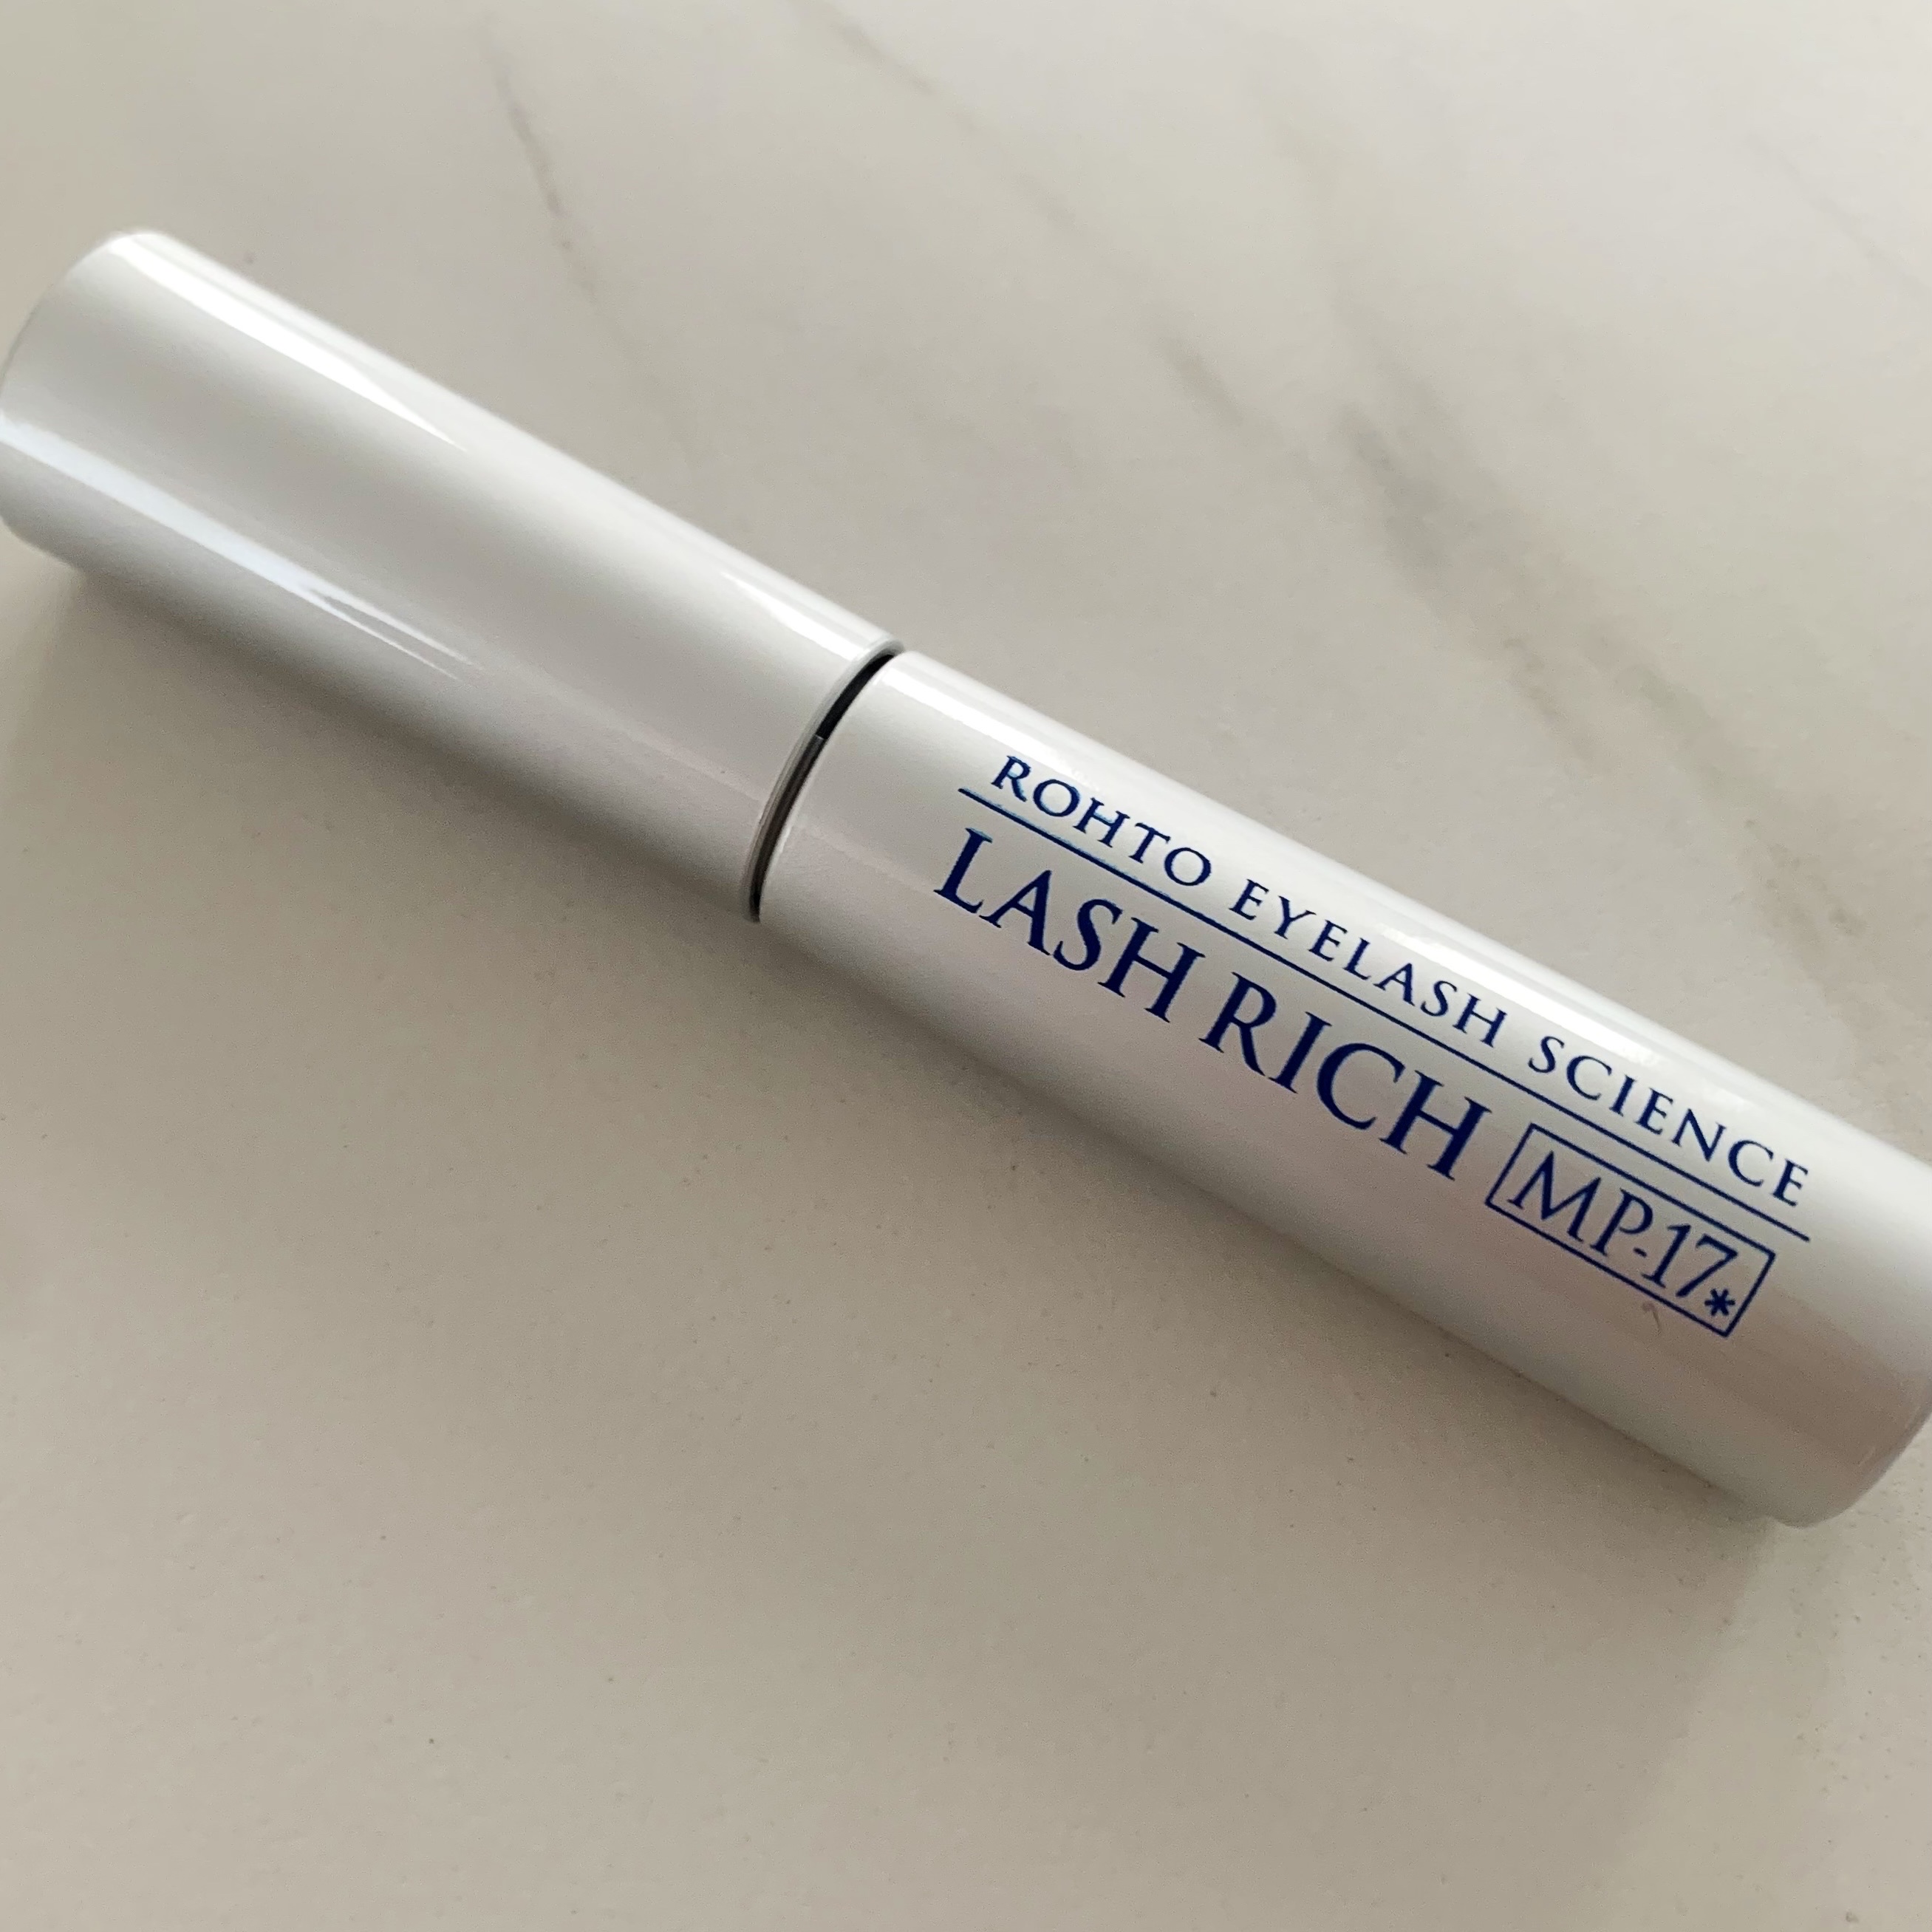 ROHTO EYELASH SCIENCE
LASH RICH MP-17*